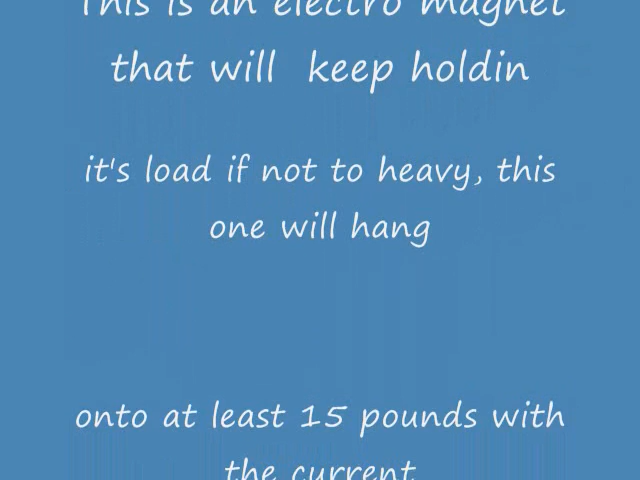 This is an electro magnet
that will keep holdin
it's load if not to heavy, this
one will hang
onto at least 15 pounds with
the current